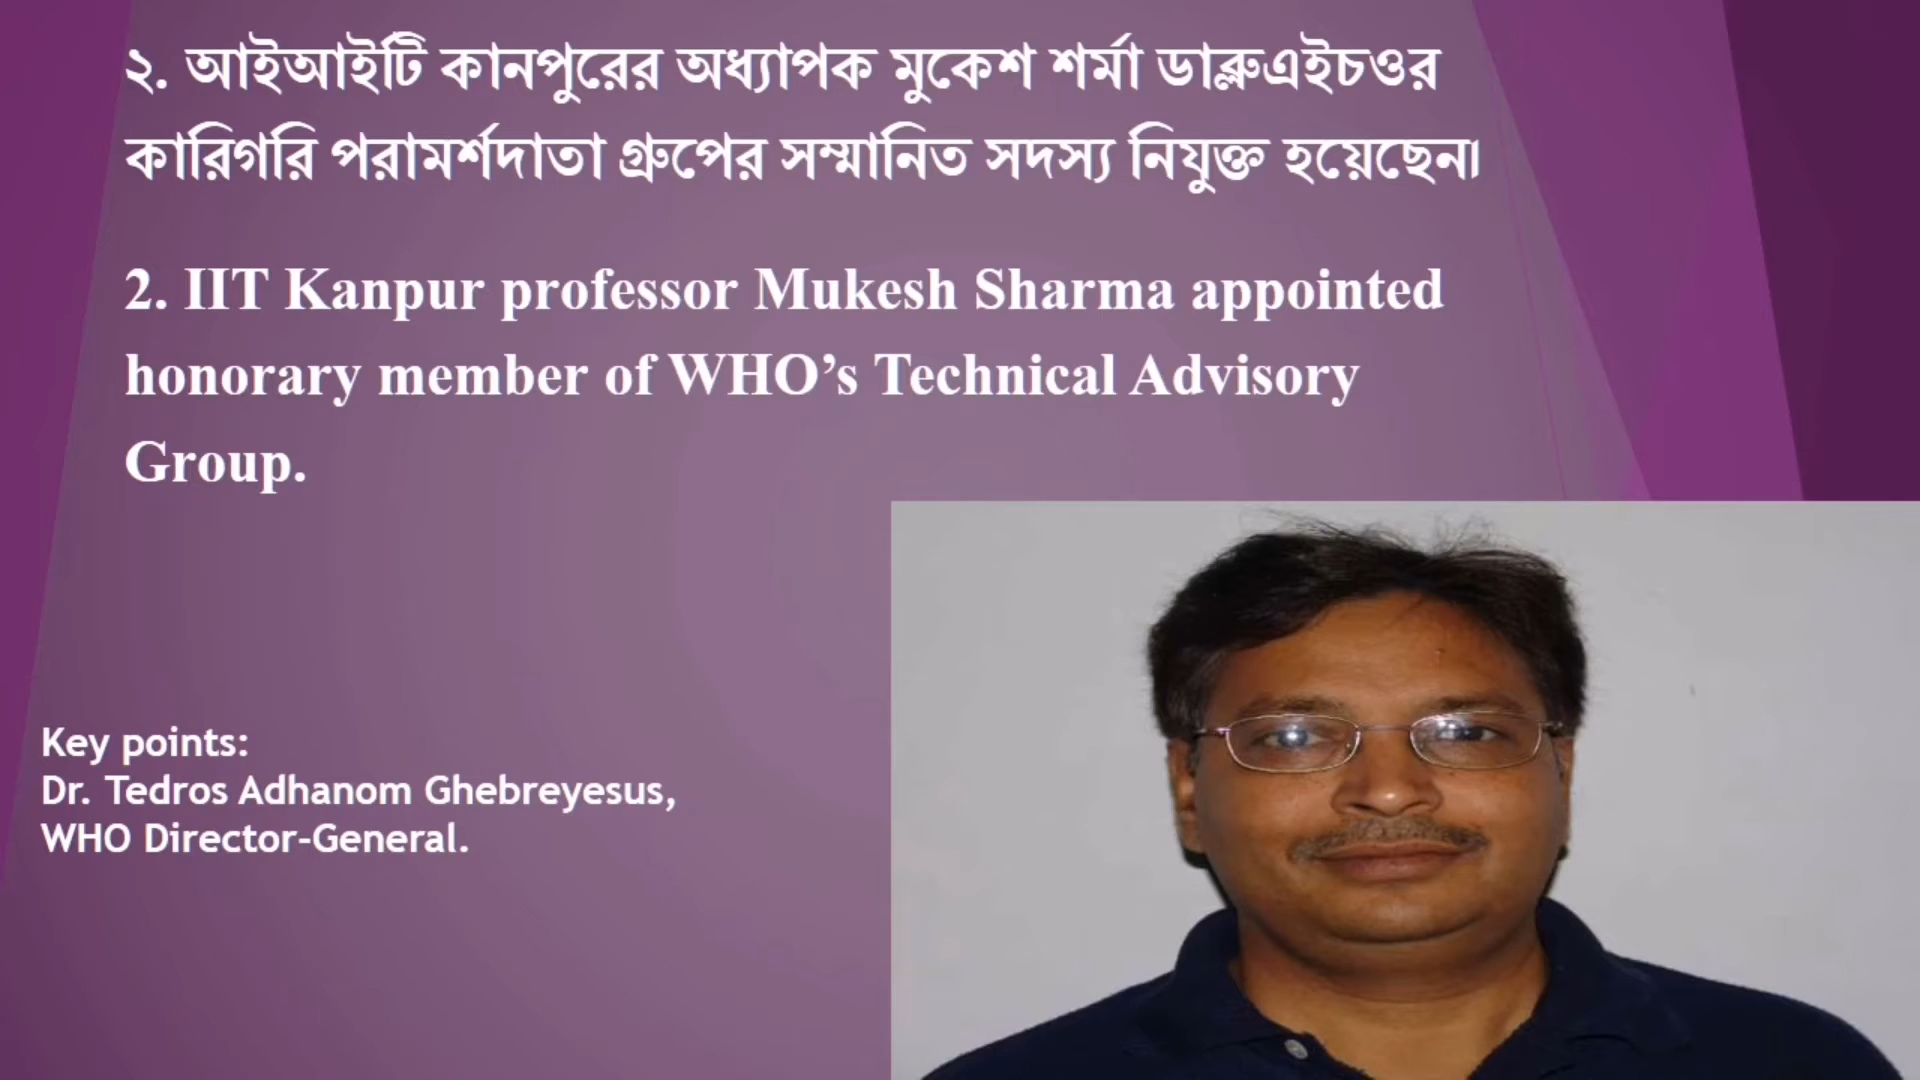 ২. আইআইটি কানপুরের অধ্যাপক মুকেশ শর্মা ডাব্লুএইচওর
কারিগরি পরামর্শদাতা গ্রুপের সম্মানিত সদস্য নিযুক্ত হয়েছেন৷
2. IIT Kanpur professor Mukesh Sharma appointed
honorary member of WHO’s Technical Advisory
Group.
Key points:
Dr. Tedros Adhanom Ghebreyesus,
WHO Director-General.